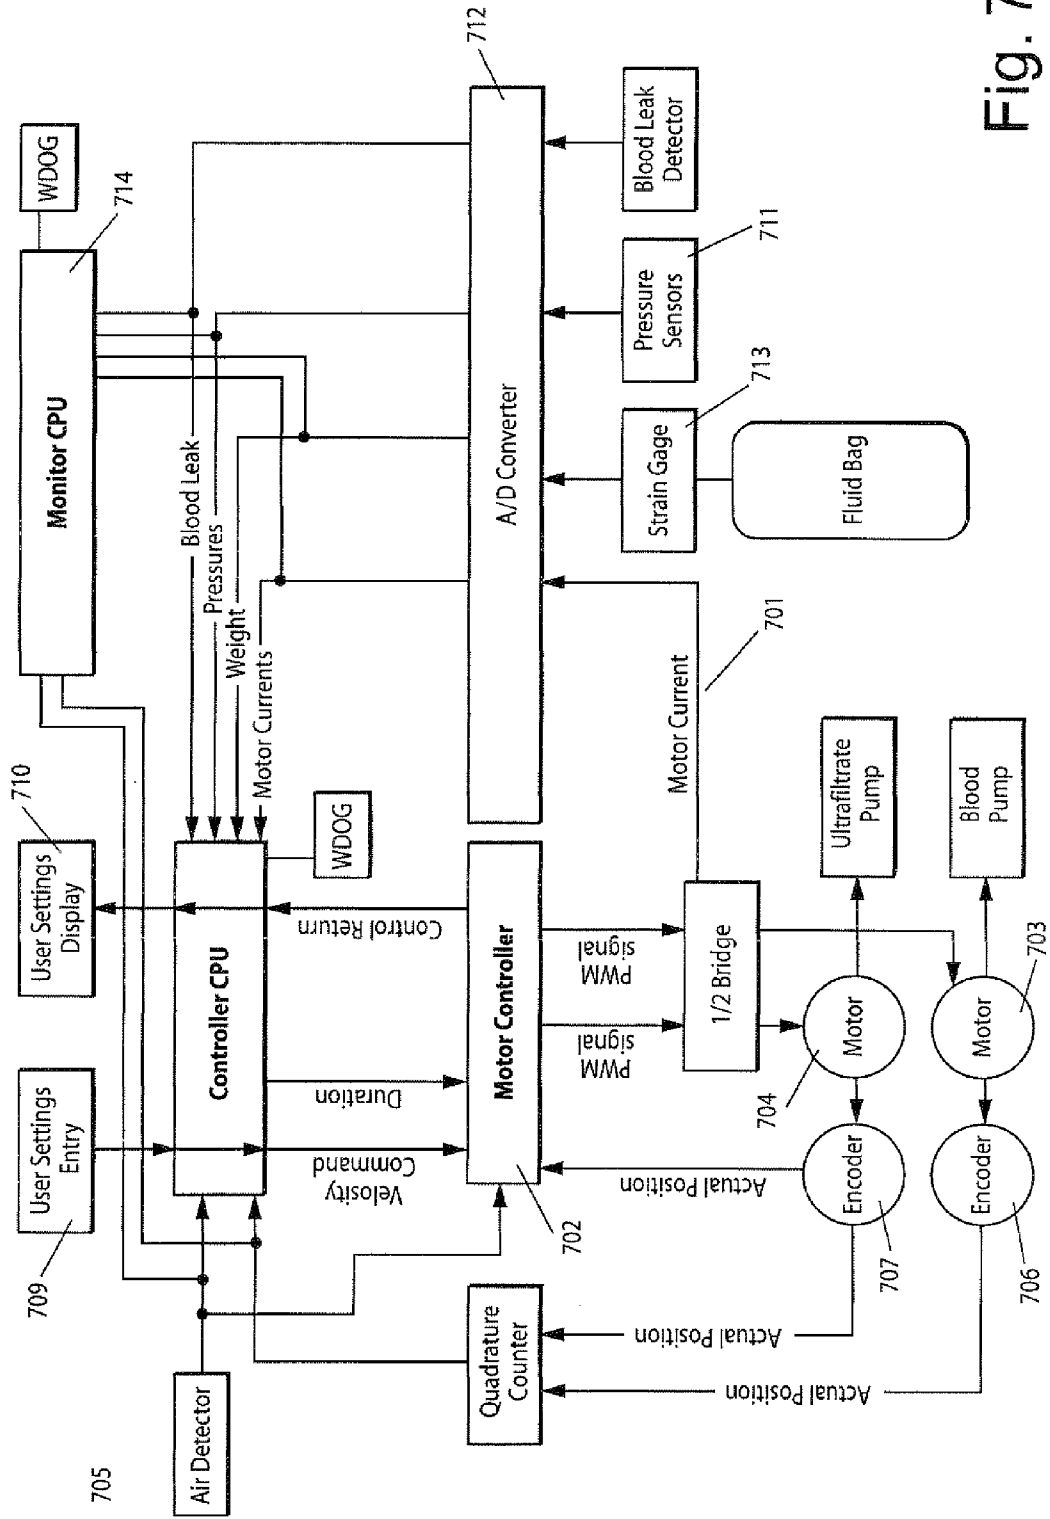 705
Air Detector
709
User Settings
Entry
User Settings
Display
710
Monitor CPU
WDOG
714
Controller CPU
WDOG
Blood Leak
Pressures
Weight
Motor Currents
Velosity
Command
Duration
Control Return
Quadrature
Counter
702
Motor Controller
A/D Converter
712
PWM
signal
PWM
signal
1/2 Bridge
Motor Current
701
Strain Gage
713
Pressure
Sensors
711
Blood Leak
Detector
Fluid Bag
Actual Position
Actual Position
Actual Position
Encoder
707
Motor
704
Ultrafiltrate
Pump
Encoder
706
Motor
703
Blood
Pump
Fig. 7